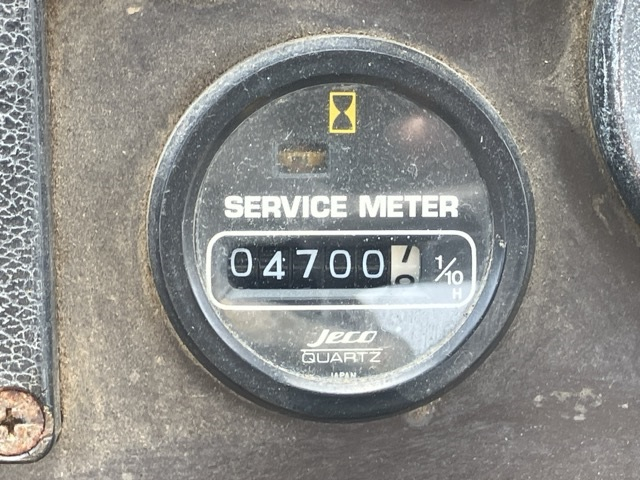 SERVICE METER
04700 1/10
H
Jeco
QUARTZ
JAPAN